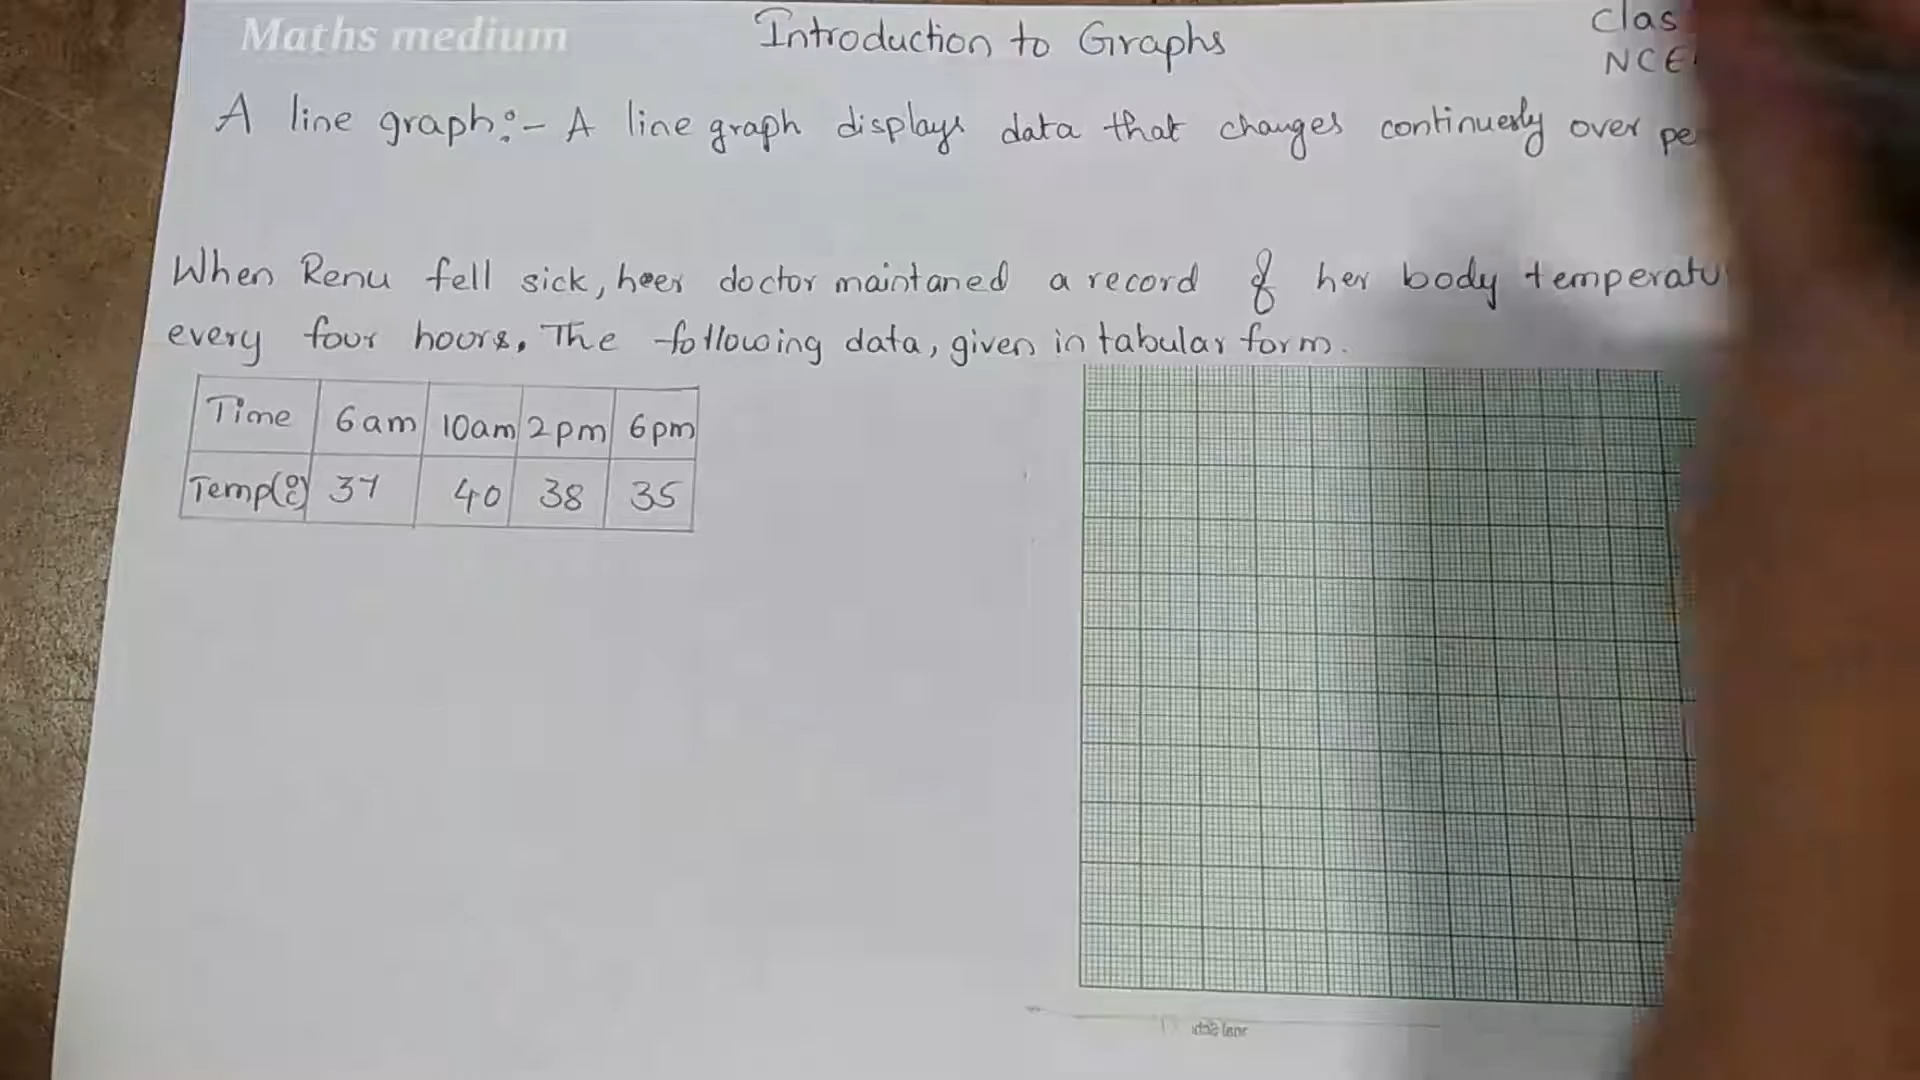 Maths medium
Introduction to Graphs
Clas
NCE
A line graph:- A line graph displays data that changes continuesly over pe
When Renu fell sick, heer doctor maintaned a record of her body temperatu
every four hours. The following data, given in tabular form.
Time 6am 10am 2pm 6pm
Temp(°C) 37 40 38 35